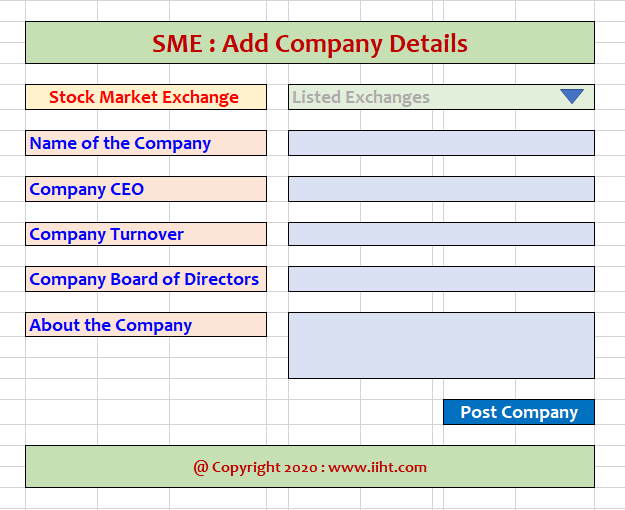 SME : Add Company Details
Stock Market Exchange
Listed Exchanges
Name of the Company
Company CEO
Company Turnover
Company Board of Directors
About the Company
Post Company
@ Copyright 2020 : www.iiht.com